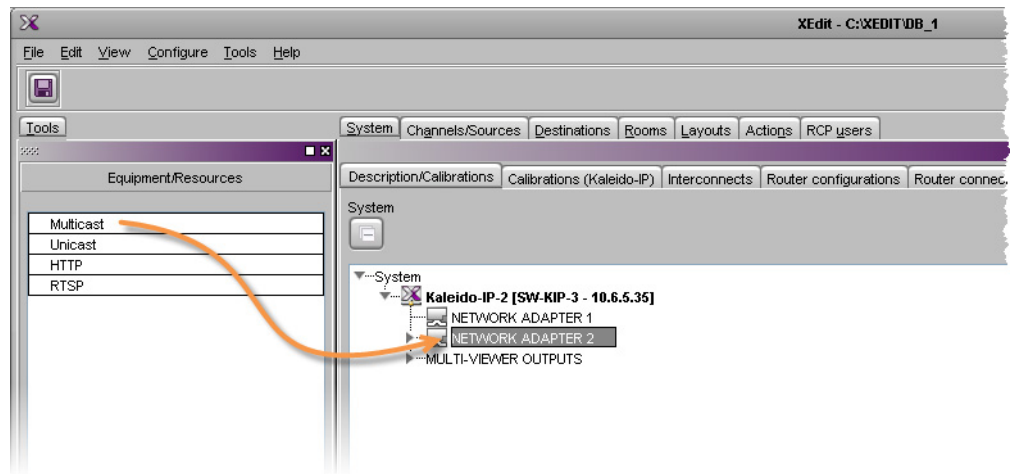 XEdit - C:\XEDIT\DB_1
File Edit View Configure Tools Help
Tools
System Channels/Sources Destinations Rooms Layouts Actions RCP users
Equipment/Resources
Description/Calibrations Calibrations (Kaleido-IP) Interconnects Router configurations Router connec.
System
Multicast
Unicast
HTTP
RTSP
System
Kaleido-IP-2 [SW-KIP-3 - 10.6.5.35]
NETWORK ADAPTER 1
NETWORK ADAPTER 2
MULTI-VIEWER OUTPUTS